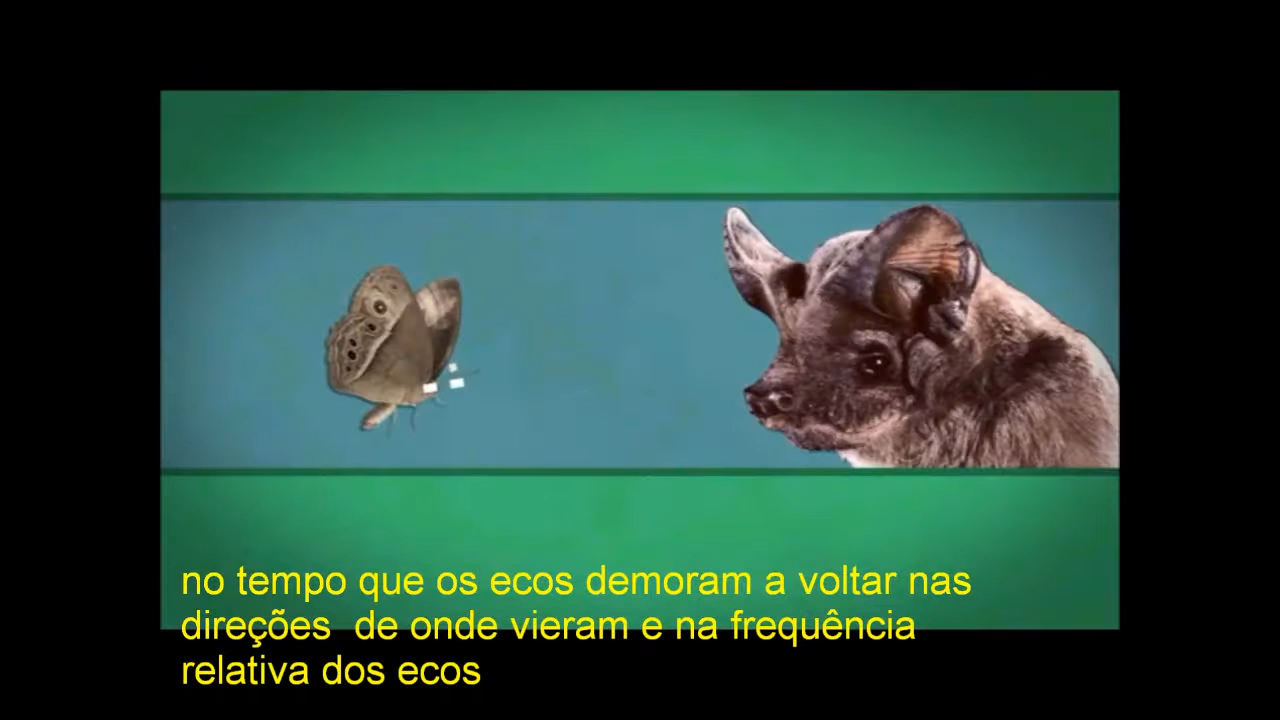 no tempo que os ecos demoram a voltar nas
direções  de onde vieram e na frequência
relativa dos ecos